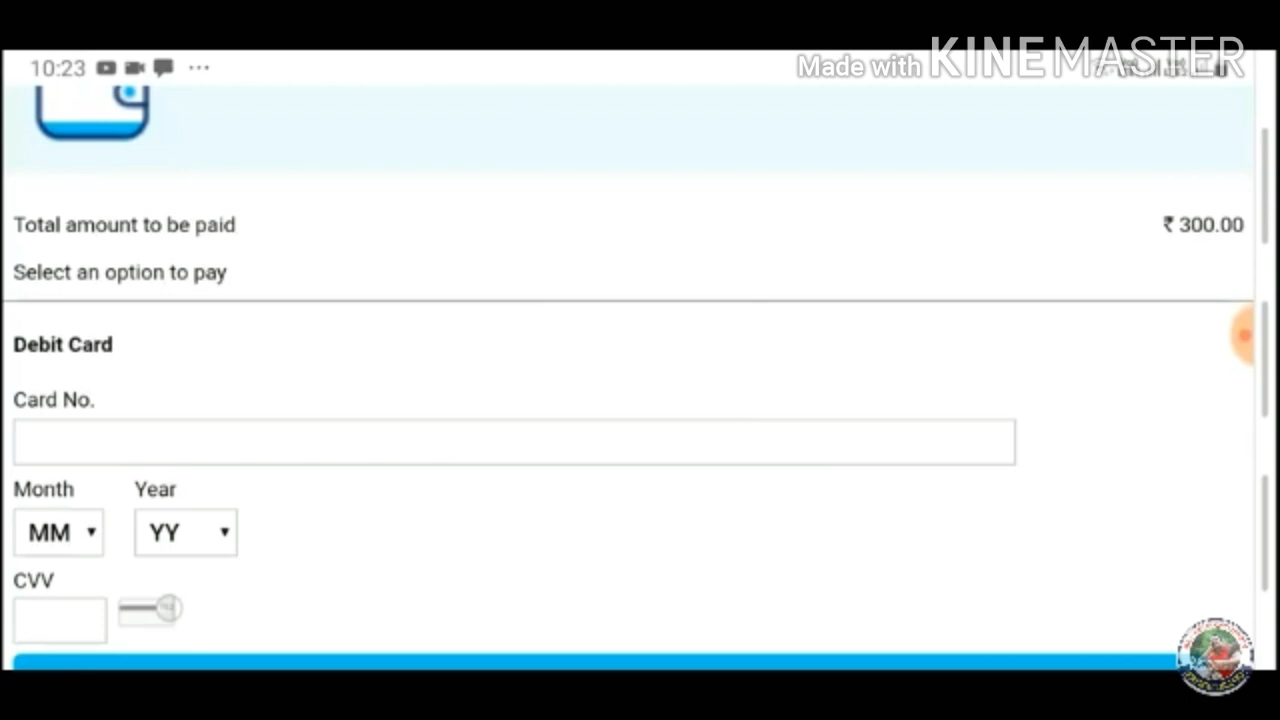 Made with KINEMASTER
10:23
Total amount to be paid ₹ 300.00
Select an option to pay
Debit Card
Card No.
Month Year
MM YY
CVV